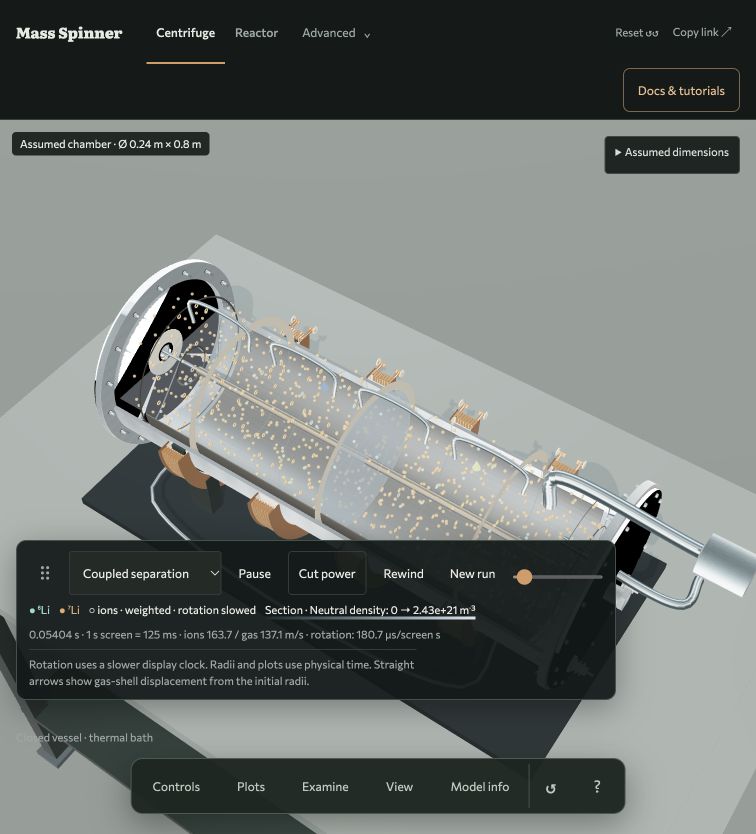 Mass Spinner
Centrifuge
Reactor
Advanced
Reset ↺↺
Copy link ↗
Docs & tutorials
Assumed chamber · Ø 0.24 m × 0.8 m
▶ Assumed dimensions
Coupled separation
Pause
Cut power
Rewind
New run
● ⁶Li ● ⁷Li ○ ions · weighted · rotation slowed Section · Neutral density: 0 → 2.43e+21 m⁻³
0.05404 s · 1 s screen = 125 ms · ions 163.7 / gas 137.1 m/s · rotation: 180.7 µs/screen s
Rotation uses a slower display clock. Radii and plots use physical time. Straight
arrows show gas-shell displacement from the initial radii.
Closed vessel · thermal bath
Controls
Plots
Examine
View
Model info
↺
?